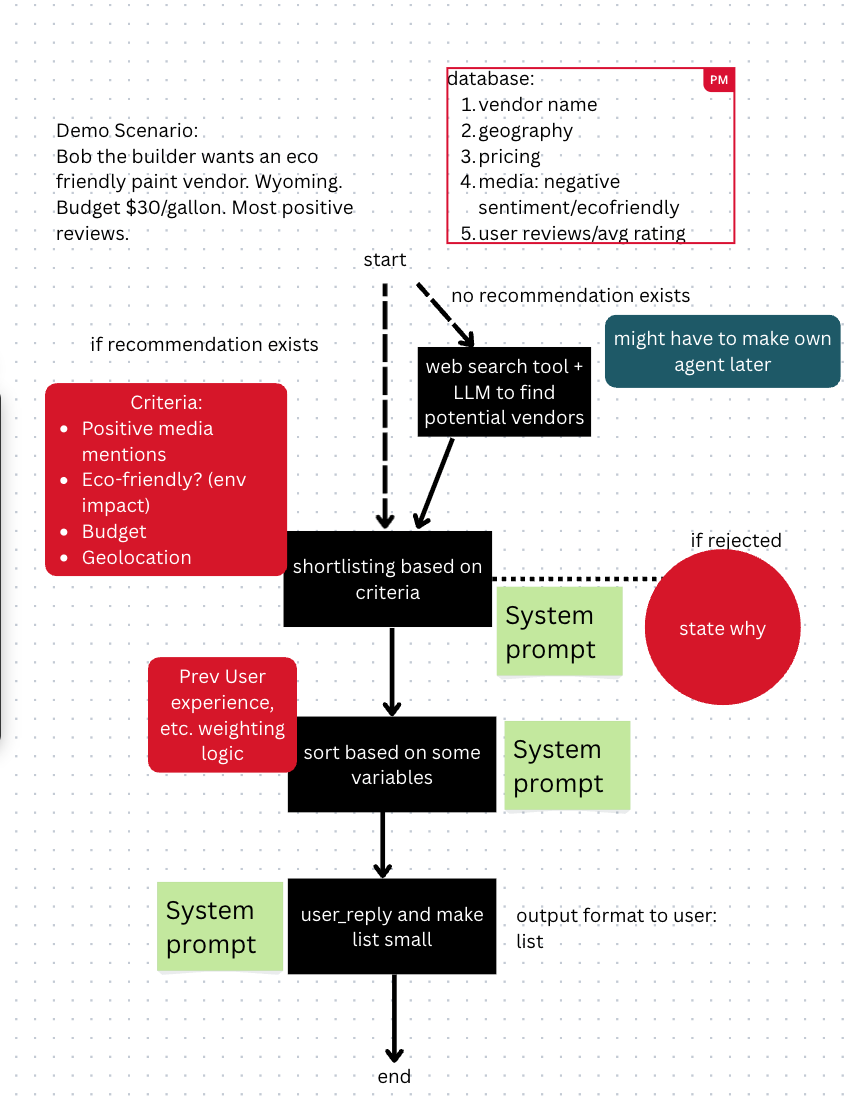 database:
PM
1. vendor name
2. geography
3. pricing
4. media: negative
sentiment/ecofriendly
5. user reviews/avg rating
Demo Scenario:
Bob the builder wants an eco
friendly paint vendor. Wyoming.
Budget $30/gallon. Most positive
reviews.
start
no recommendation exists
if recommendation exists
might have to make own
agent later
web search tool +
LLM to find
potential vendors
Criteria:
• Positive media
mentions
• Eco-friendly? (env
impact)
• Budget
• Geolocation
shortlisting based on
criteria
if rejected
state why
System
prompt
Prev User
experience,
etc. weighting
logic
sort based on some
variables
System
prompt
System
prompt
user_reply and make
list small
output format to user:
list
end